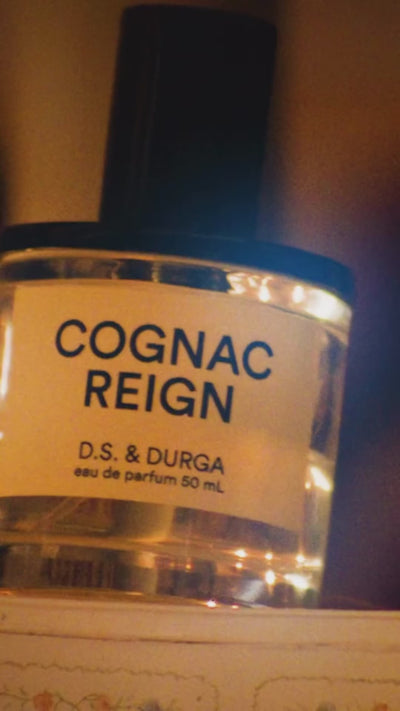 COGNAC
REIGN
D.S. & DURGA
eau de parfum 50 mL